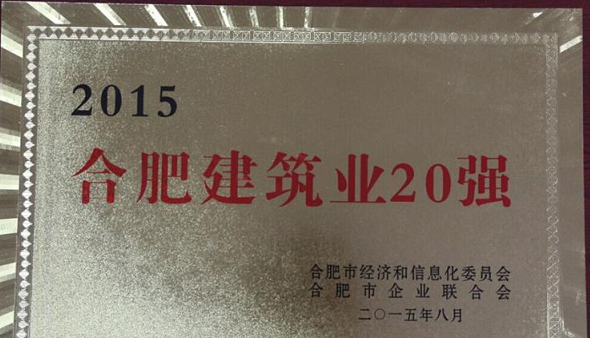 2015
合肥建筑业20强
合肥市经济和信息化委员会
合肥市企业联合会
二〇一五年八月